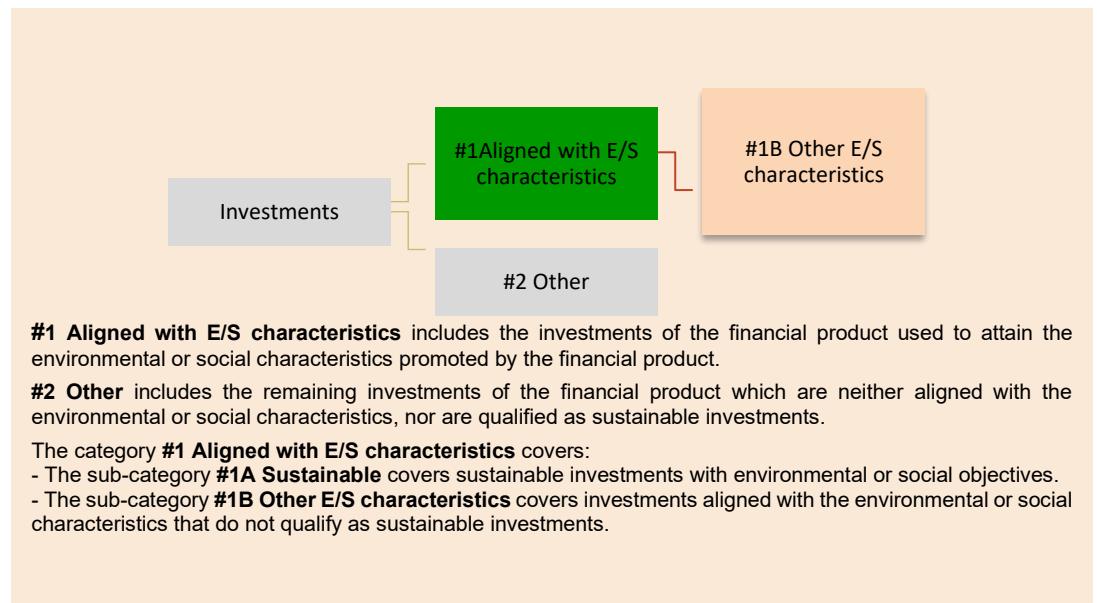 #1Aligned with E/S
characteristics
#1B Other E/S
characteristics
Investments
#2 Other
#1 Aligned with E/S characteristics includes the investments of the financial product used to attain the
environmental or social characteristics promoted by the financial product.
#2 Other includes the remaining investments of the financial product which are neither aligned with the
environmental or social characteristics, nor are qualified as sustainable investments.
The category #1 Aligned with E/S characteristics covers:
- The sub-category #1A Sustainable covers sustainable investments with environmental or social objectives.
- The sub-category #1B Other E/S characteristics covers investments aligned with the environmental or social
characteristics that do not qualify as sustainable investments.